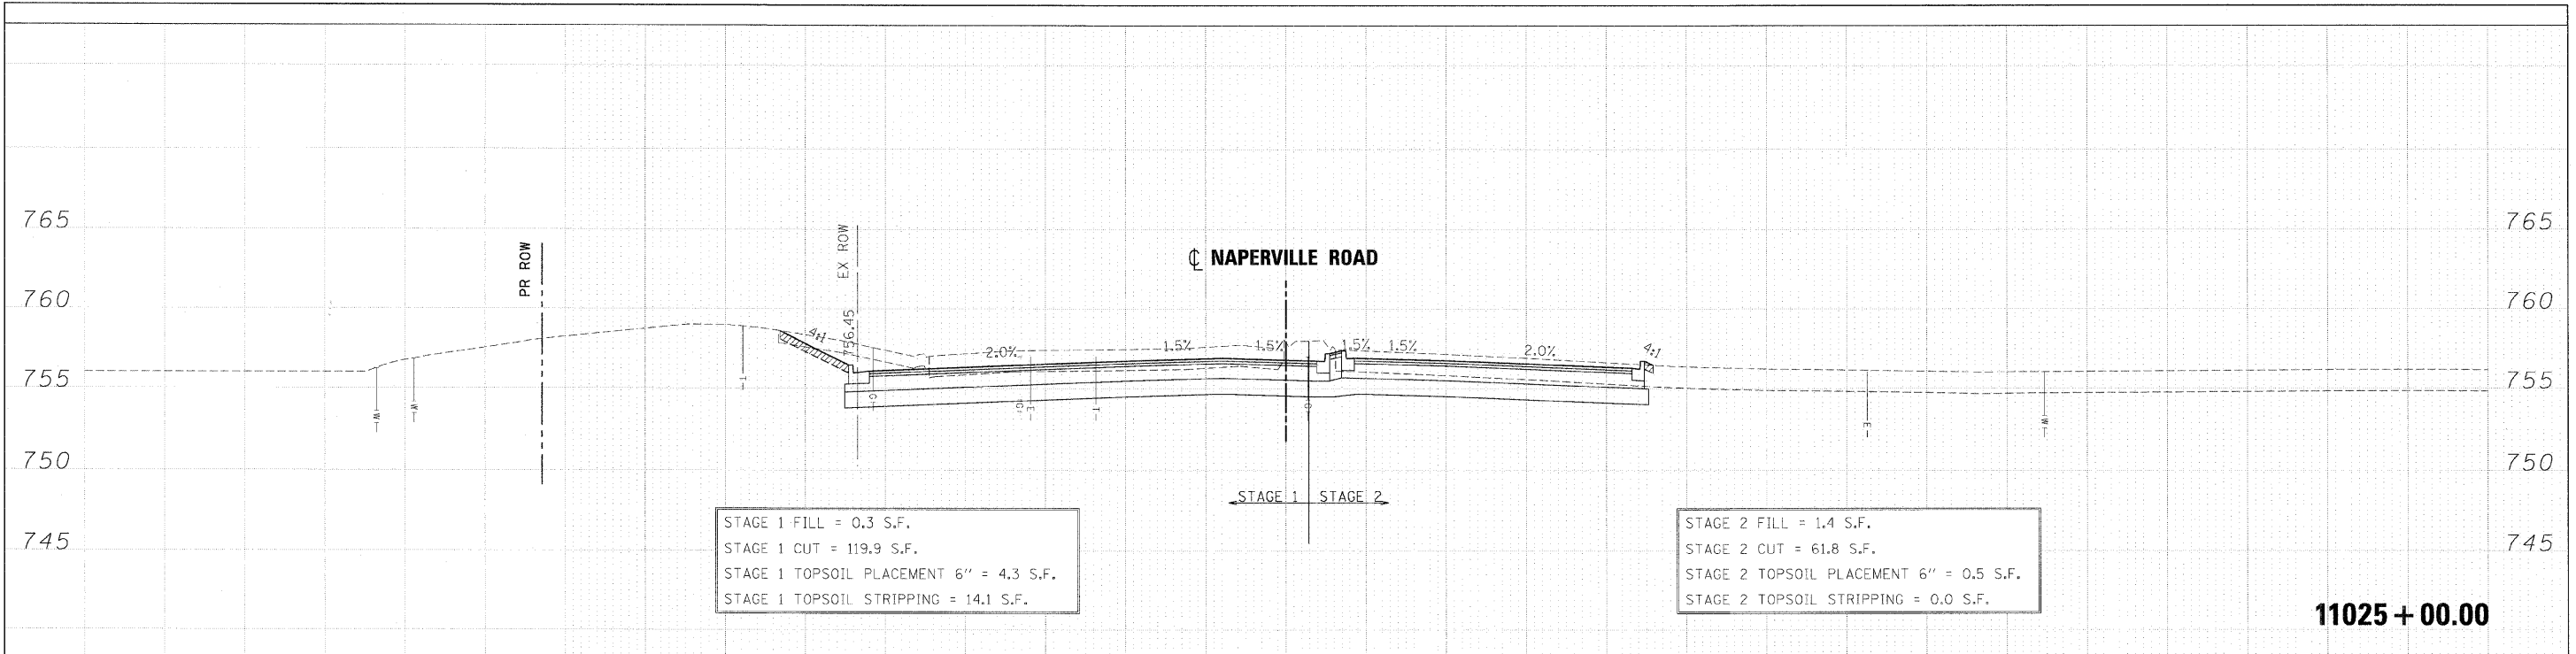 765
765
PR ROW
EX ROW
℄ NAPERVILLE ROAD
760
760
756.45
4:1
2.0%
1.5%
1.5%
1.5%
1.5%
2.0%
4:1
755
755
W
W
T
G
E
T
G
E
W
750
750
STAGE 1
STAGE 2
STAGE 1 FILL = 0.3 S.F.
STAGE 1 CUT = 119.9 S.F.
STAGE 1 TOPSOIL PLACEMENT 6" = 4.3 S.F.
STAGE 1 TOPSOIL STRIPPING = 14.1 S.F.
STAGE 2 FILL = 1.4 S.F.
STAGE 2 CUT = 61.8 S.F.
STAGE 2 TOPSOIL PLACEMENT 6" = 0.5 S.F.
STAGE 2 TOPSOIL STRIPPING = 0.0 S.F.
745
745
11025 + 00.00